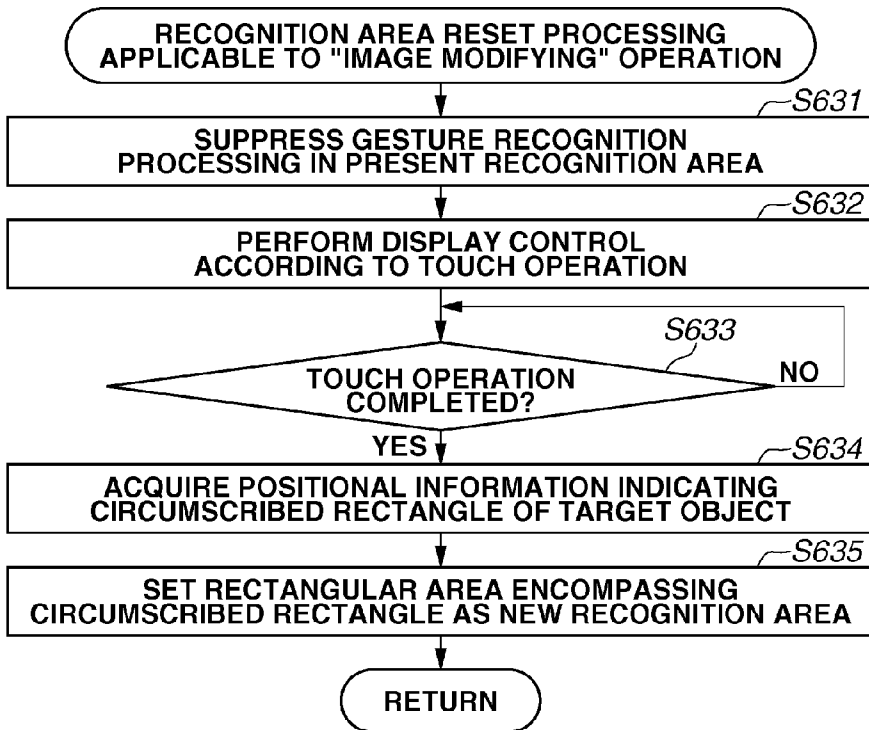 RECOGNITION AREA RESET PROCESSING
APPLICABLE TO "IMAGE MODIFYING" OPERATION
S631
SUPPRESS GESTURE RECOGNITION
PROCESSING IN PRESENT RECOGNITION AREA
S632
PERFORM DISPLAY CONTROL
ACCORDING TO TOUCH OPERATION
S633
TOUCH OPERATION
COMPLETED?
NO
YES
S634
ACQUIRE POSITIONAL INFORMATION INDICATING
CIRCUMSCRIBED RECTANGLE OF TARGET OBJECT
S635
SET RECTANGULAR AREA ENCOMPASSING
CIRCUMSCRIBED RECTANGLE AS NEW RECOGNITION AREA
RETURN